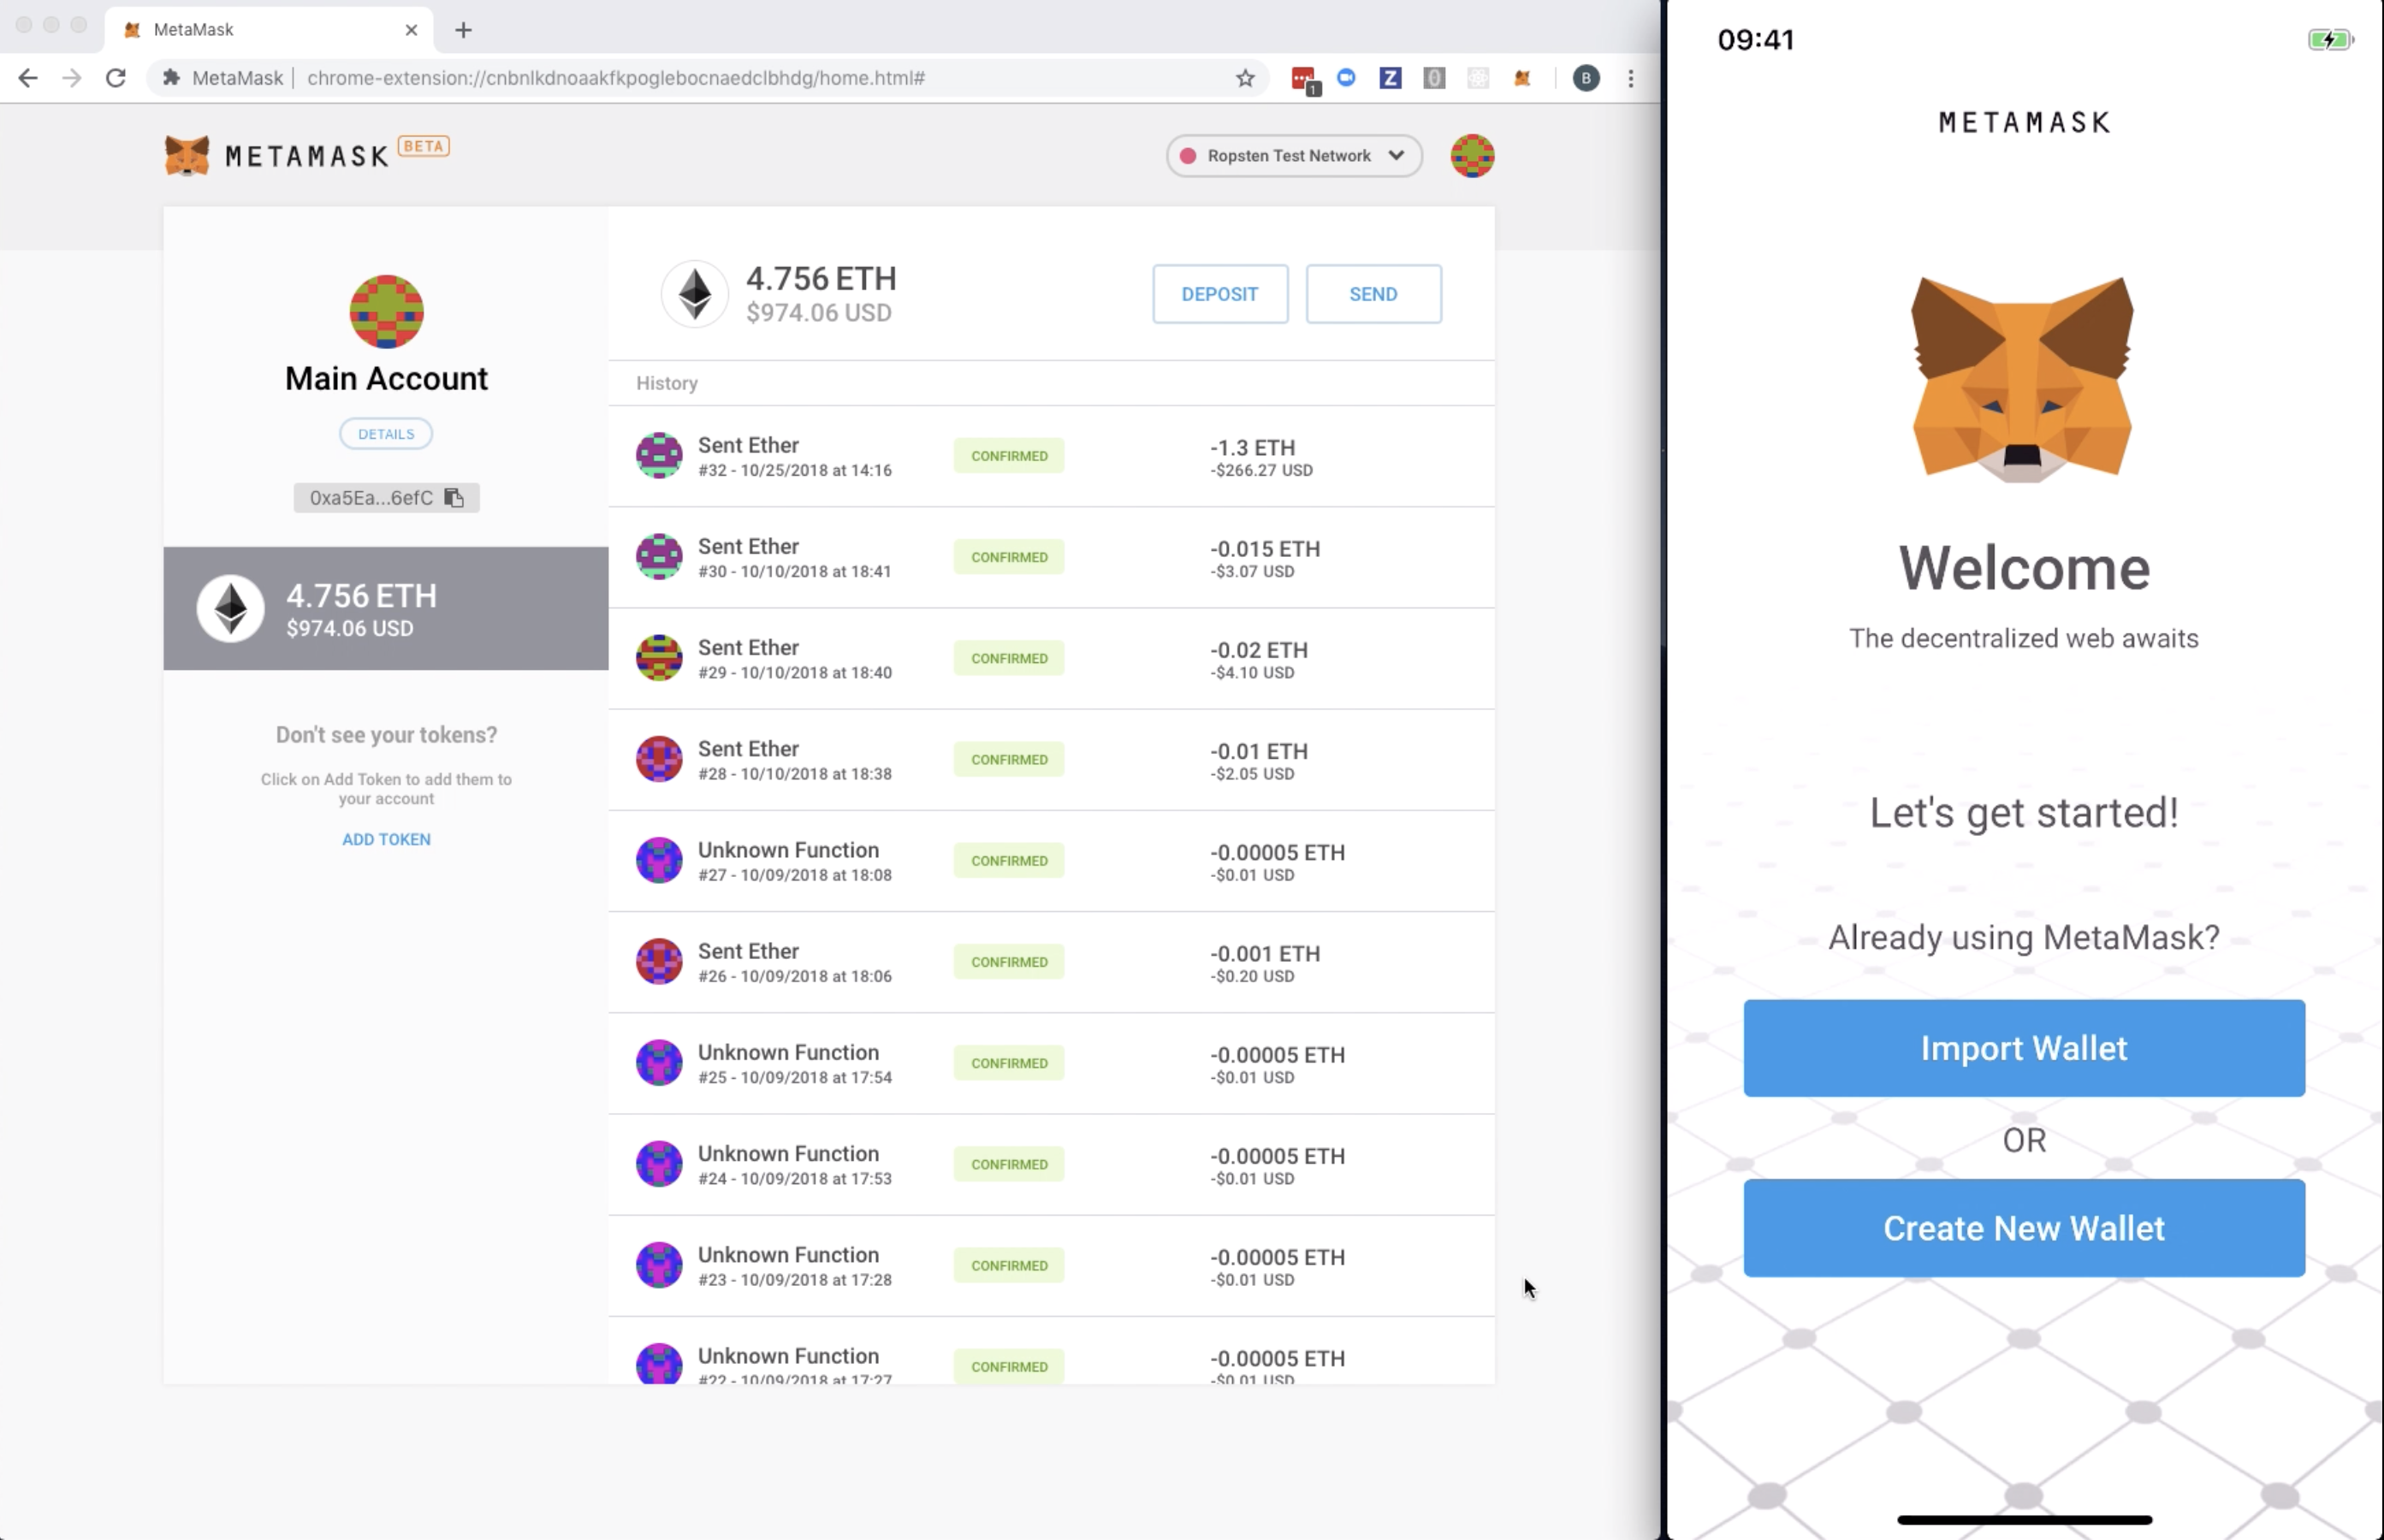 MetaMask
MetaMask | chrome-extension://cnbnlkdnoaakfkpoglebocnaedclbhdg/home.html#
1
Z
B
METAMASK BETA
Ropsten Test Network
Main Account
DETAILS
0xa5Ea...6efC
4.756 ETH
$974.06 USD
Don't see your tokens?
Click on Add Token to add them to
your account
ADD TOKEN
4.756 ETH
$974.06 USD
DEPOSIT
SEND
History
Sent Ether CONFIRMED -1.3 ETH
#32 - 10/25/2018 at 14:16 -$266.27 USD
Sent Ether CONFIRMED -0.015 ETH
#30 - 10/10/2018 at 18:41 -$3.07 USD
Sent Ether CONFIRMED -0.02 ETH
#29 - 10/10/2018 at 18:40 -$4.10 USD
Sent Ether CONFIRMED -0.01 ETH
#28 - 10/10/2018 at 18:38 -$2.05 USD
Unknown Function CONFIRMED -0.00005 ETH
#27 - 10/09/2018 at 18:08 -$0.01 USD
Sent Ether CONFIRMED -0.001 ETH
#26 - 10/09/2018 at 18:06 -$0.20 USD
Unknown Function CONFIRMED -0.00005 ETH
#25 - 10/09/2018 at 17:54 -$0.01 USD
Unknown Function CONFIRMED -0.00005 ETH
#24 - 10/09/2018 at 17:53 -$0.01 USD
Unknown Function CONFIRMED -0.00005 ETH
#23 - 10/09/2018 at 17:28 -$0.01 USD
Unknown Function CONFIRMED -0.00005 ETH
#22 - 10/09/2018 at 17:27 -$0.01 USD
09:41
METAMASK
Welcome
The decentralized web awaits
Let's get started!
Already using MetaMask?
Import Wallet
OR
Create New Wallet